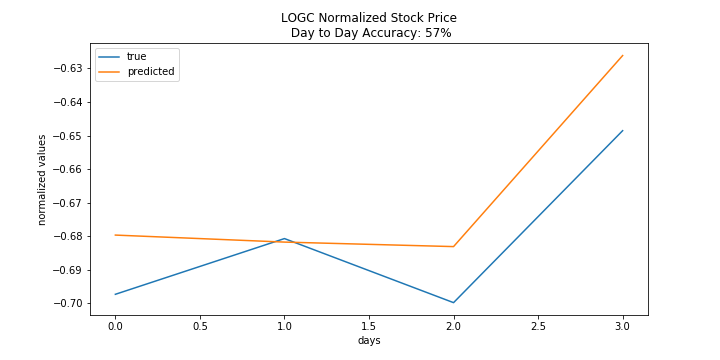 LOGC Normalized Stock Price
Day to Day Accuracy: 57%
true
predicted
−0.63
−0.64
−0.65
−0.66
−0.67
−0.68
−0.69
−0.70
normalized values
0.0 0.5 1.0 1.5 2.0 2.5 3.0
days